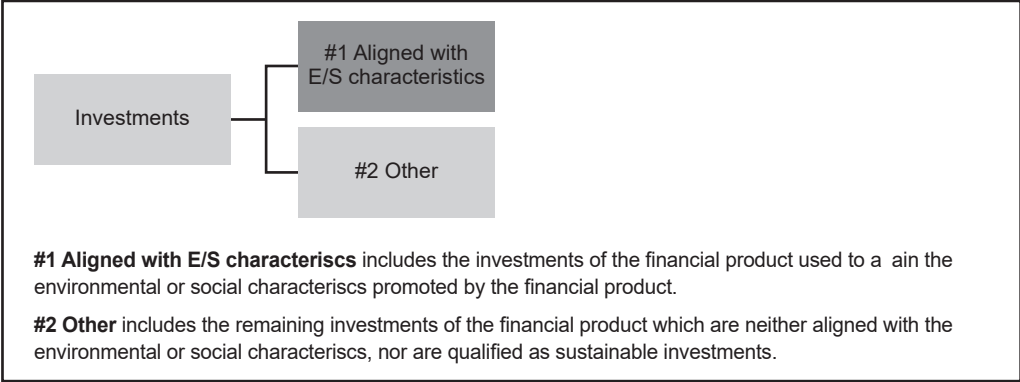 #1 Aligned with
E/S characteristics
Investments
#2 Other
#1 Aligned with E/S characteriscs includes the investments of the financial product used to a ain the
environmental or social characteriscs promoted by the financial product.
#2 Other includes the remaining investments of the financial product which are neither aligned with the
environmental or social characteriscs, nor are qualified as sustainable investments.